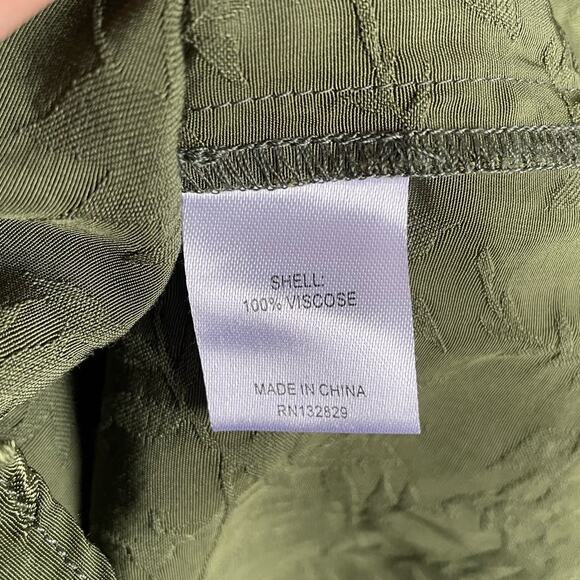 SHELL:
100% VISCOSE
MADE IN CHINA
RN132829